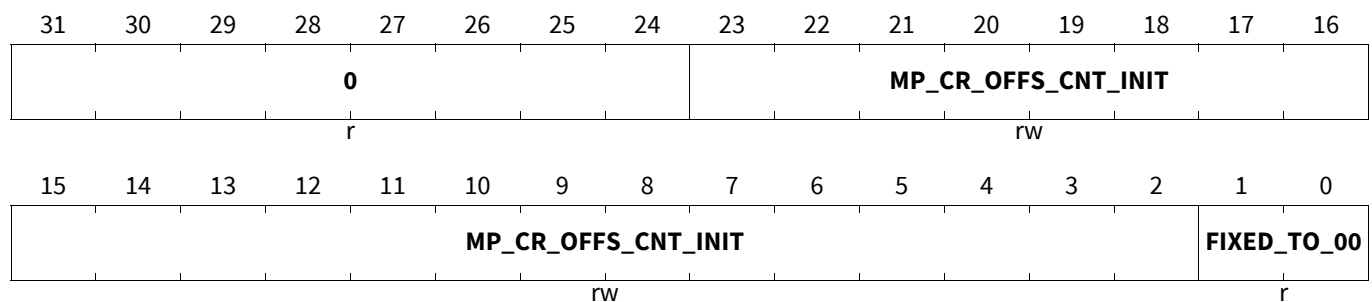 31 30 29 28 27 26 25 24 23 22 21 20 19 18 17 16
0 MP_CR_OFFS_CNT_INIT
r rw
15 14 13 12 11 10 9 8 7 6 5 4 3 2 1 0
MP_CR_OFFS_CNT_INIT FIXED_TO_00
rw r